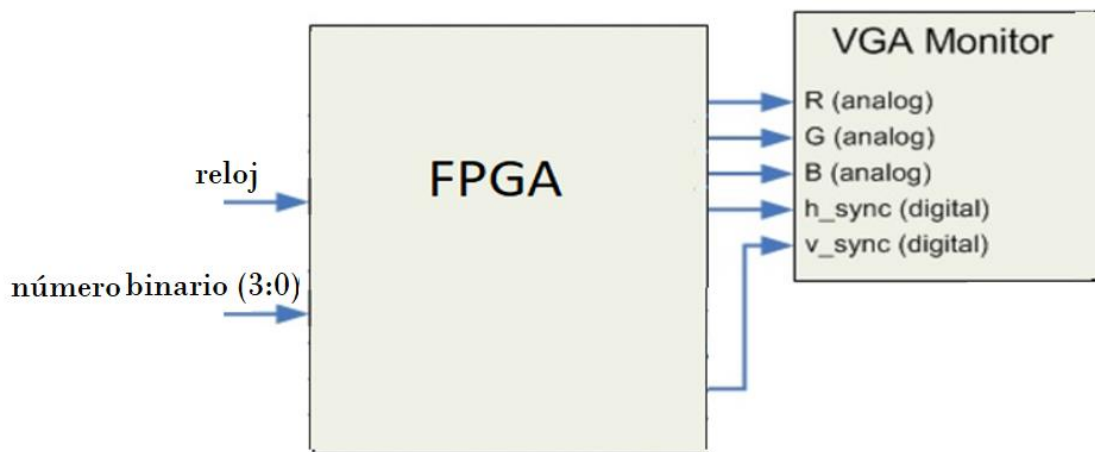 VGA Monitor
R (analog)
G (analog)
B (analog)
h_sync (digital)
v_sync (digital)
FPGA
reloj
número binario (3:0)